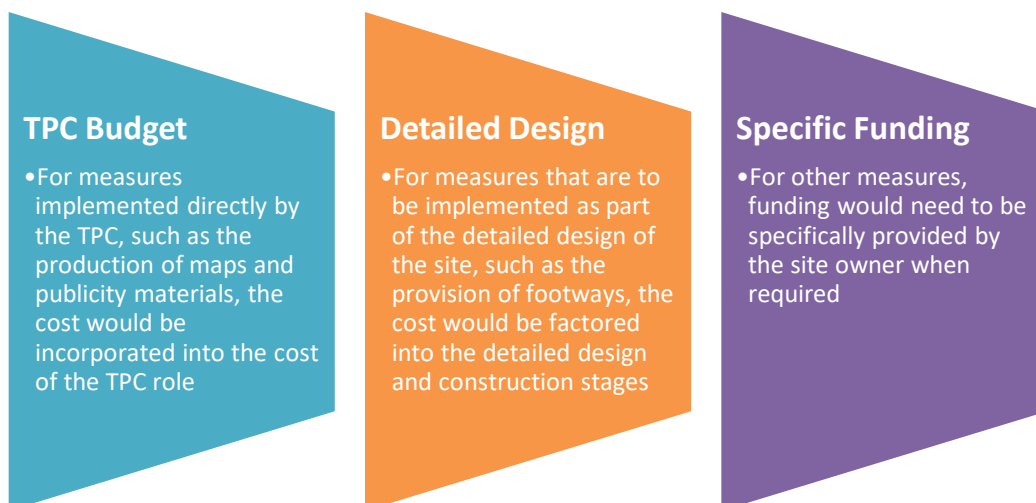 TPC Budget
•For measures
implemented directly by
the TPC, such as the
production of maps and
publicity materials, the
cost would be
incorporated into the cost
of the TPC role
Detailed Design
•For measures that are to
be implemented as part
of the detailed design of
the site, such as the
provision of footways, the
cost would be factored
into the detailed design
and construction stages
Specific Funding
•For other measures,
funding would need to be
specifically provided by
the site owner when
required